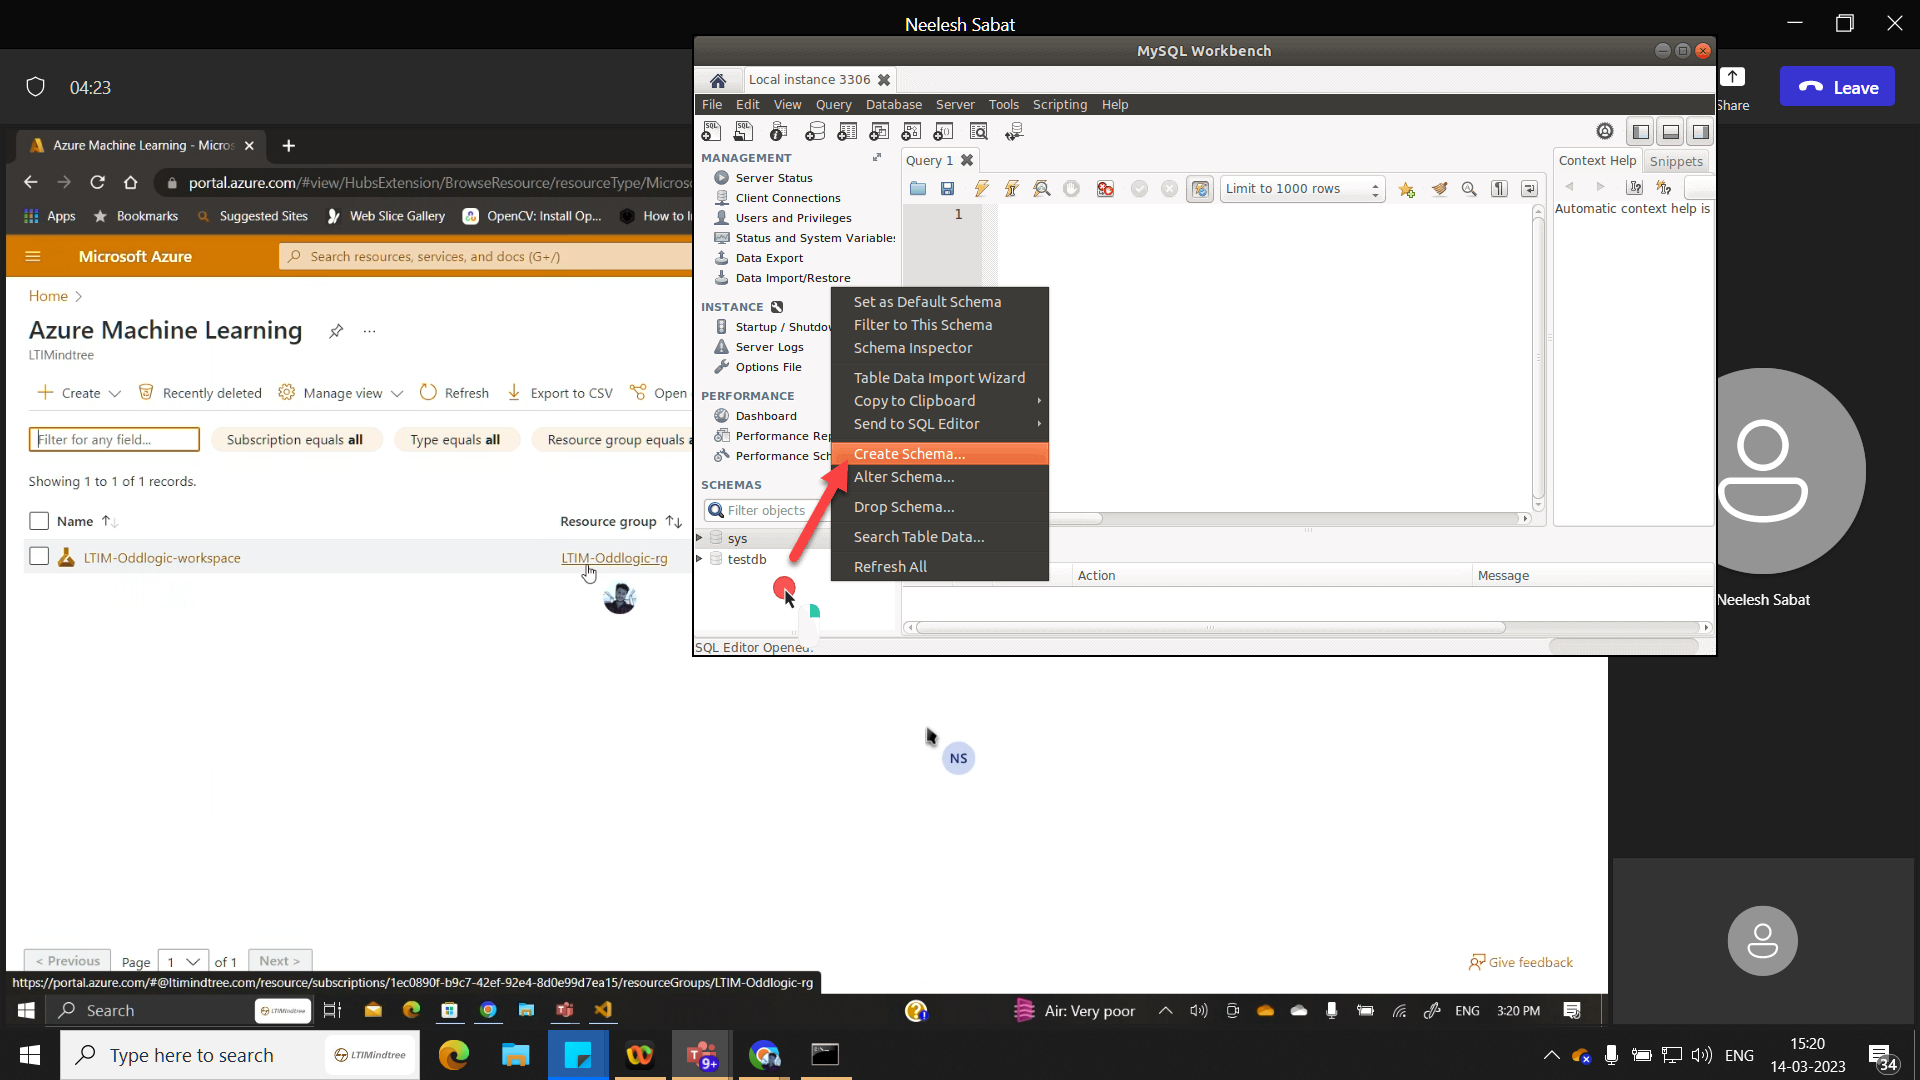 Neelesh Sabat
04:23
Share
Leave
Azure Machine Learning - Micros
portal.azure.com/#view/HubsExtension/BrowseResource/resourceType/Micros
Apps
Bookmarks
Suggested Sites
Web Slice Gallery
OpenCV: Install Op...
How to I
Microsoft Azure
Search resources, services, and docs (G+/)
Home >
Azure Machine Learning
...
LTIMindtree
Create
Recently deleted
Manage view
Refresh
Export to CSV
Open
Filter for any field...
Subscription equals all
Type equals all
Resource group equals a
Showing 1 to 1 of 1 records.
Name
Resource group
LTIM-Oddlogic-workspace
LTIM-Oddlogic-rg
< Previous
Page
1
of 1
Next >
Give feedback
https://portal.azure.com/#@ltimindtree.com/resource/subscriptions/1ec0890f-b9c7-42ef-92e4-8d0e99d7ea15/resourceGroups/LTIM-Oddlogic-rg
MySQL Workbench
Local instance 3306
File Edit View Query Database Server Tools Scripting Help
MANAGEMENT
Server Status
Client Connections
Users and Privileges
Status and System Variables
Data Export
Data Import/Restore
INSTANCE
Startup / Shutdow
Server Logs
Options File
PERFORMANCE
Dashboard
Performance Rep
Performance Sch
SCHEMAS
Filter objects
sys
testdb
SQL Editor Opened.
Query 1
Limit to 1000 rows
1
Context Help
Snippets
Automatic context help is
Set as Default Schema
Filter to This Schema
Schema Inspector
Table Data Import Wizard
Copy to Clipboard
Send to SQL Editor
Create Schema...
Alter Schema...
Drop Schema...
Search Table Data...
Refresh All
Action
Message
NS
Neelesh Sabat
Search
LTIMindtree
Air: Very poor
ENG
3:20 PM
Type here to search
LTIMindtree
9+
ENG
15:20
14-03-2023
34